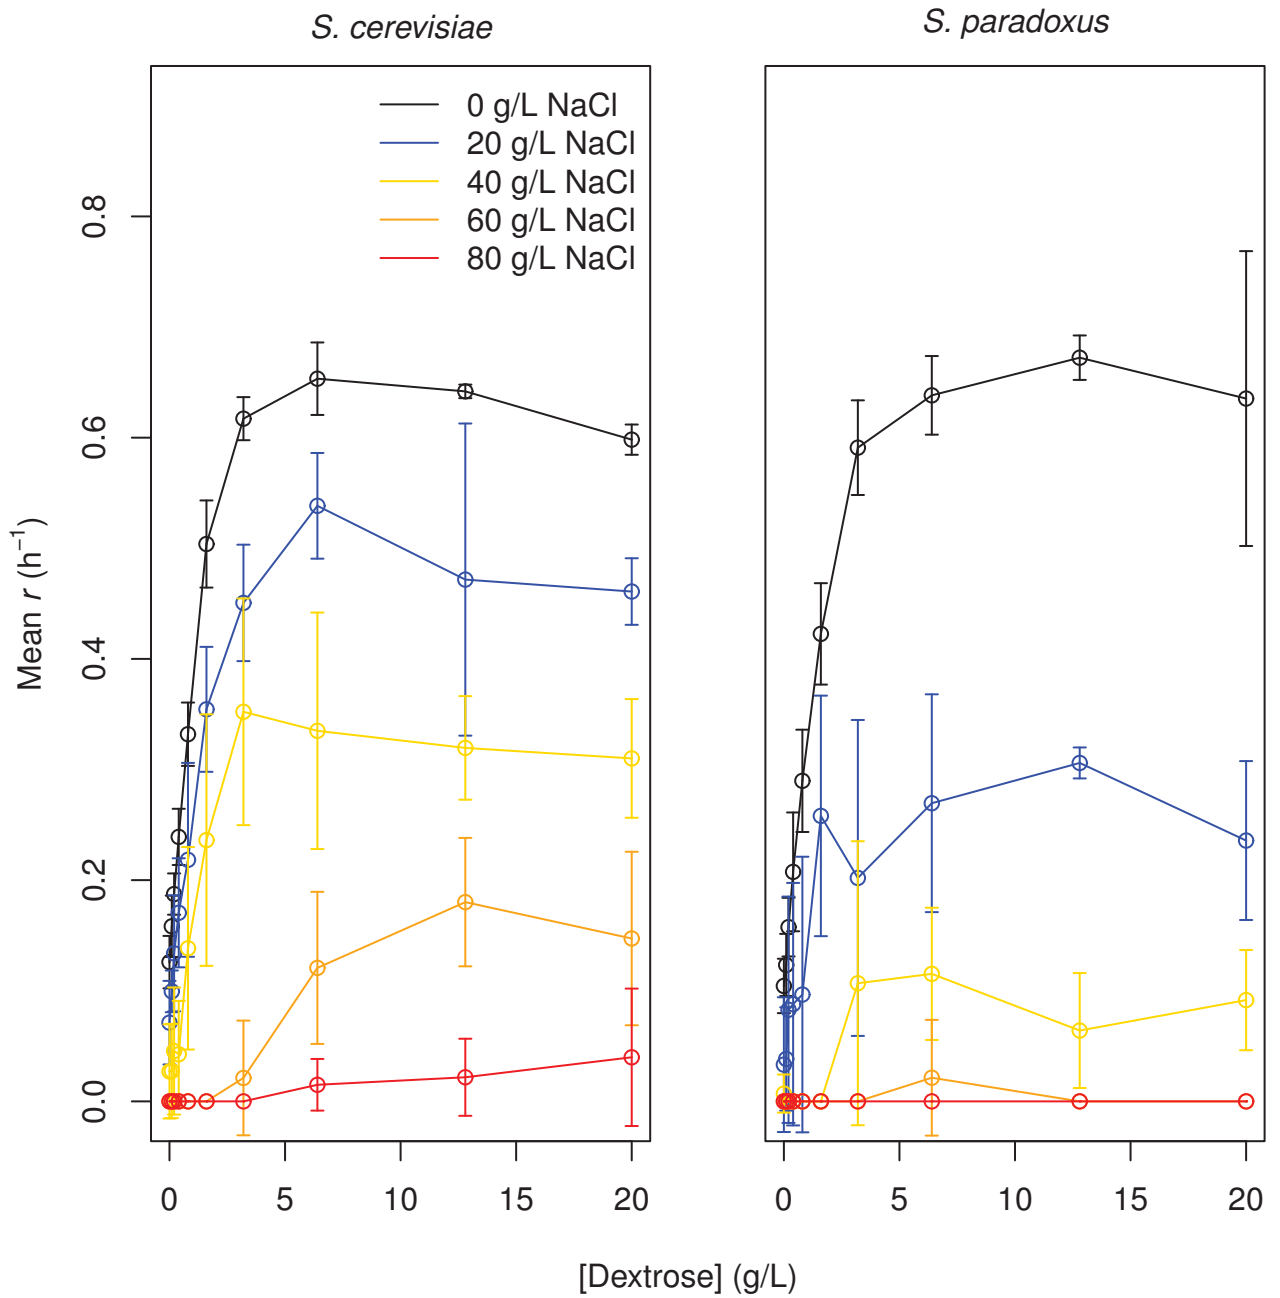 S. cerevisiae
S. paradoxus
0 g/L NaCl
20 g/L NaCl
40 g/L NaCl
60 g/L NaCl
80 g/L NaCl
0.8
0.6
0.4
0.2
0.0
Mean r (h⁻¹)
0 5 10 15 20
0 5 10 15 20
[Dextrose] (g/L)